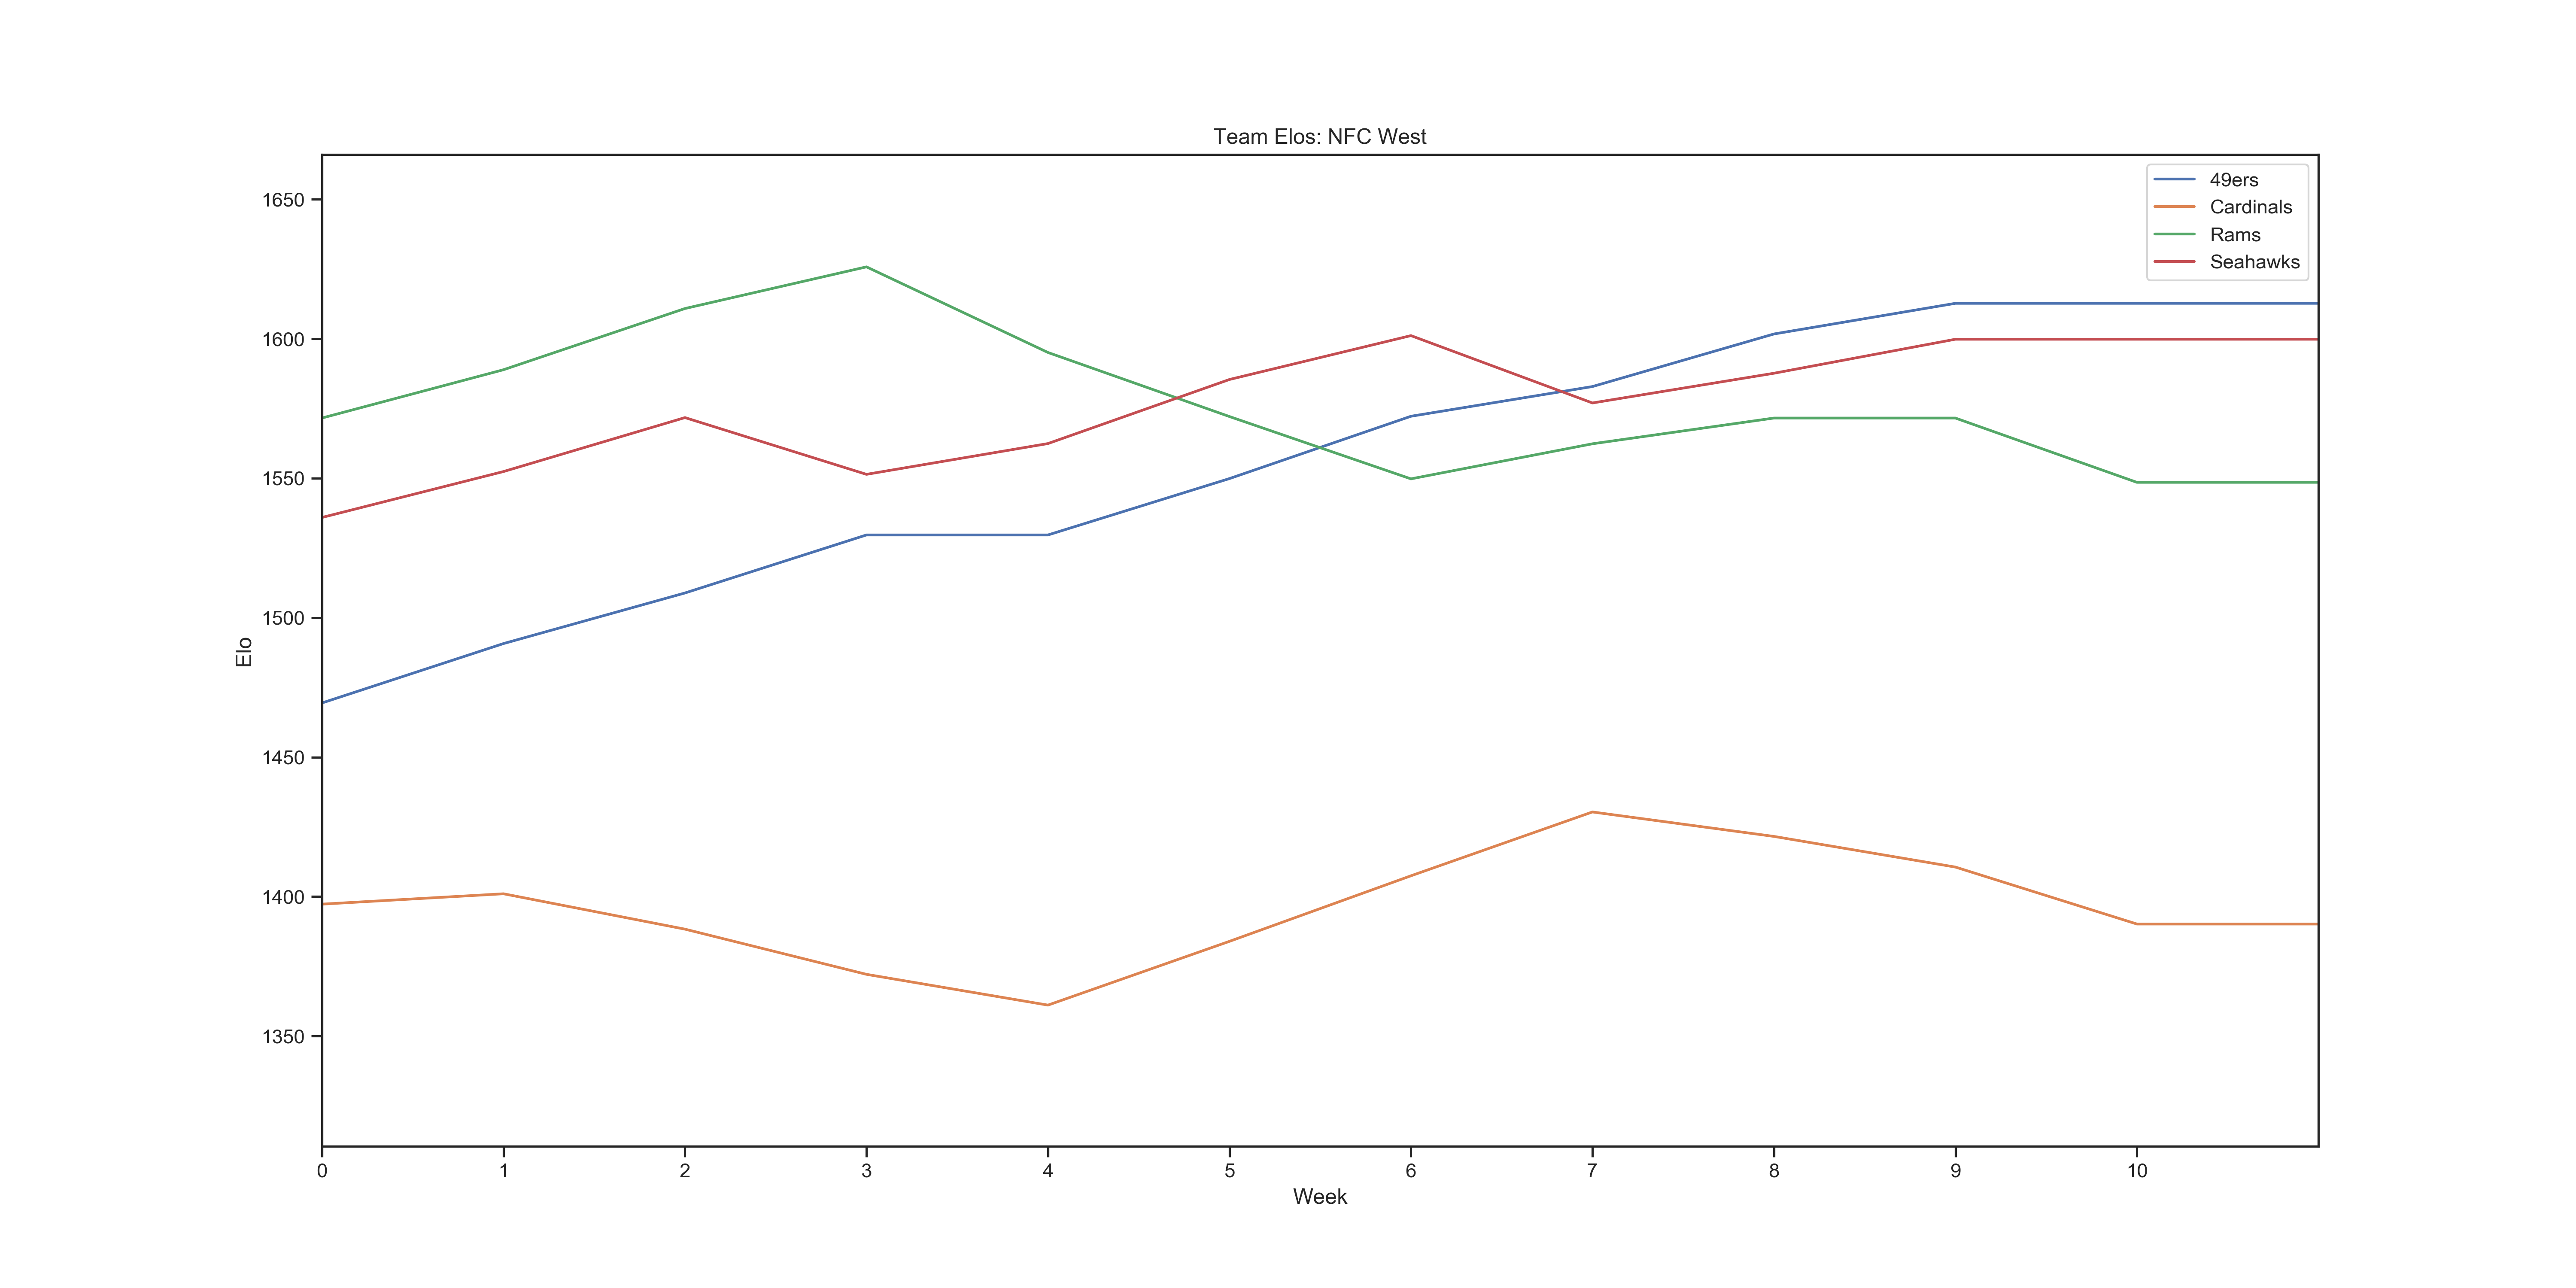 Team Elos: NFC West
49ers
Cardinals
Rams
Seahawks
1650
1600
1550
1500
1450
1400
1350
Elo
0 1 2 3 4 5 6 7 8 9 10
Week